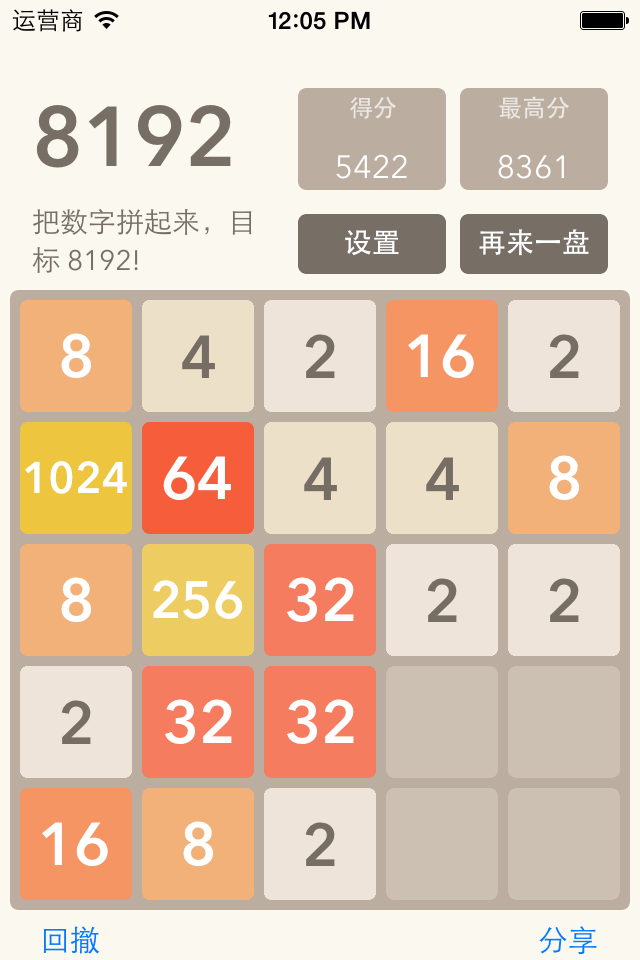 运营商 12:05 PM
8192
得分 最高分
5422 8361
把数字拼起来，目
标 8192!
设置 再来一盘
8 4 2 16 2
1024 64 4 4 8
8 256 32 2 2
2 32 32
16 8 2
回撤 分享